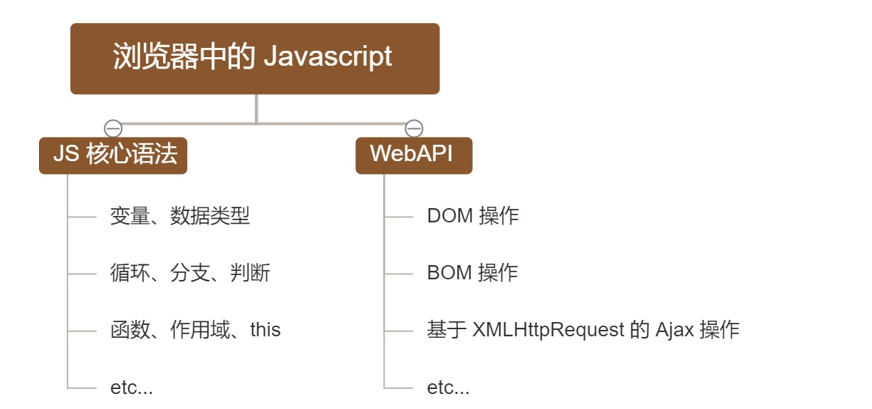 浏览器中的 Javascript
JS 核心语法
变量、数据类型
循环、分支、判断
函数、作用域、this
etc...
WebAPI
DOM 操作
BOM 操作
基于 XMLHttpRequest 的 Ajax 操作
etc...